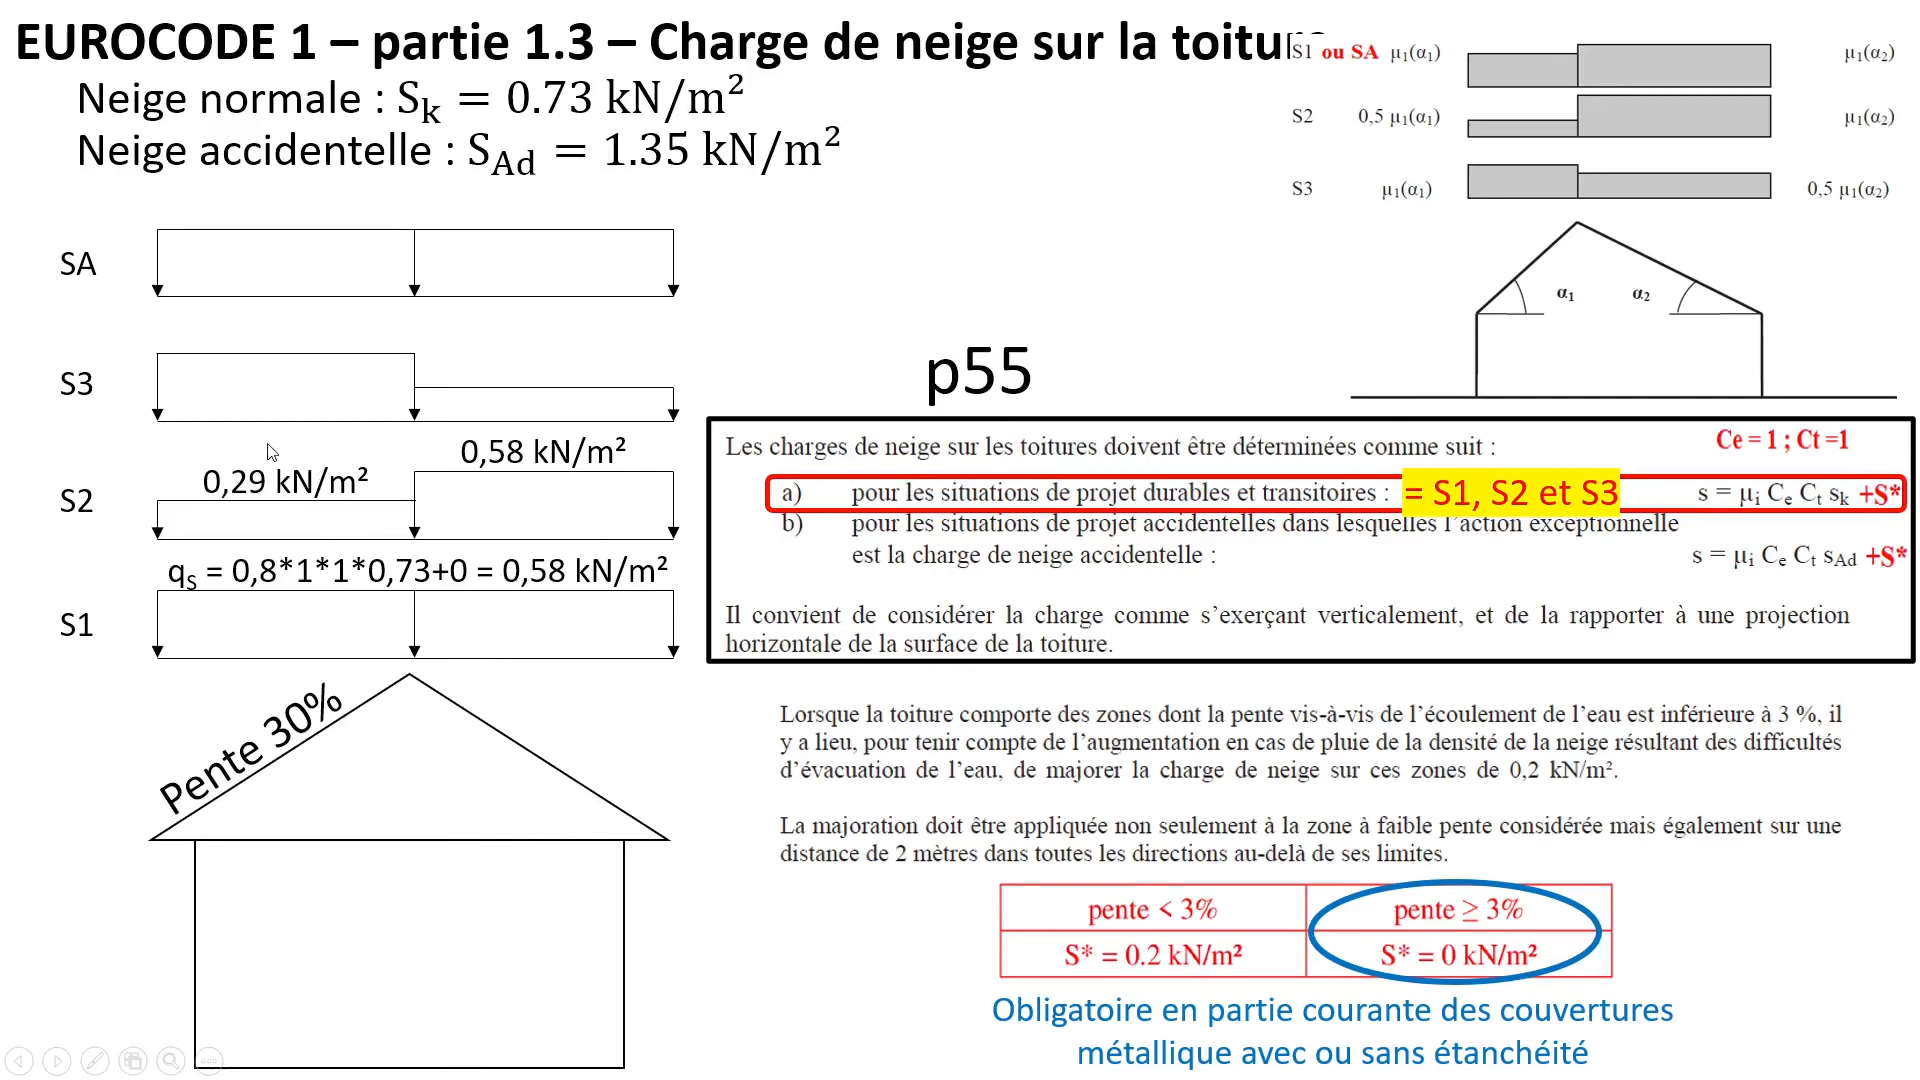 EUROCODE 1 – partie 1.3 – Charge de neige sur la toitur
Neige normale : Sk = 0.73 kN/m²
Neige accidentelle : SAd = 1.35 kN/m²
S1 ou SA μ₁(α₁) μ₁(α₂)
S2 0,5 μ₁(α₁) μ₁(α₂)
S3 μ₁(α₁) 0,5 μ₁(α₂)
α₁ α₂
SA
S3
0,58 kN/m²
0,29 kN/m²
S2
qS = 0,8*1*1*0,73+0 = 0,58 kN/m²
S1
Pente 30%
p55
Les charges de neige sur les toitures doivent être déterminées comme suit : Ce = 1 ; Ct =1
a) pour les situations de projet durables et transitoires : = S1, S2 et S3 s = μi Ce Ct sk +S*
b) pour les situations de projet accidentelles dans lesquelles l’action exceptionnelle
est la charge de neige accidentelle : s = μi Ce Ct sAd +S*
Il convient de considérer la charge comme s’exerçant verticalement, et de la rapporter à une projection
horizontale de la surface de la toiture.
Lorsque la toiture comporte des zones dont la pente vis-à-vis de l’écoulement de l’eau est inférieure à 3 %, il
y a lieu, pour tenir compte de l’augmentation en cas de pluie de la densité de la neige résultant des difficultés
d’évacuation de l’eau, de majorer la charge de neige sur ces zones de 0,2 kN/m².
La majoration doit être appliquée non seulement à la zone à faible pente considérée mais également sur une
distance de 2 mètres dans toutes les directions au-delà de ses limites.
pente < 3% pente ≥ 3%
S* = 0.2 kN/m² S* = 0 kN/m²
Obligatoire en partie courante des couvertures
métallique avec ou sans étanchéité